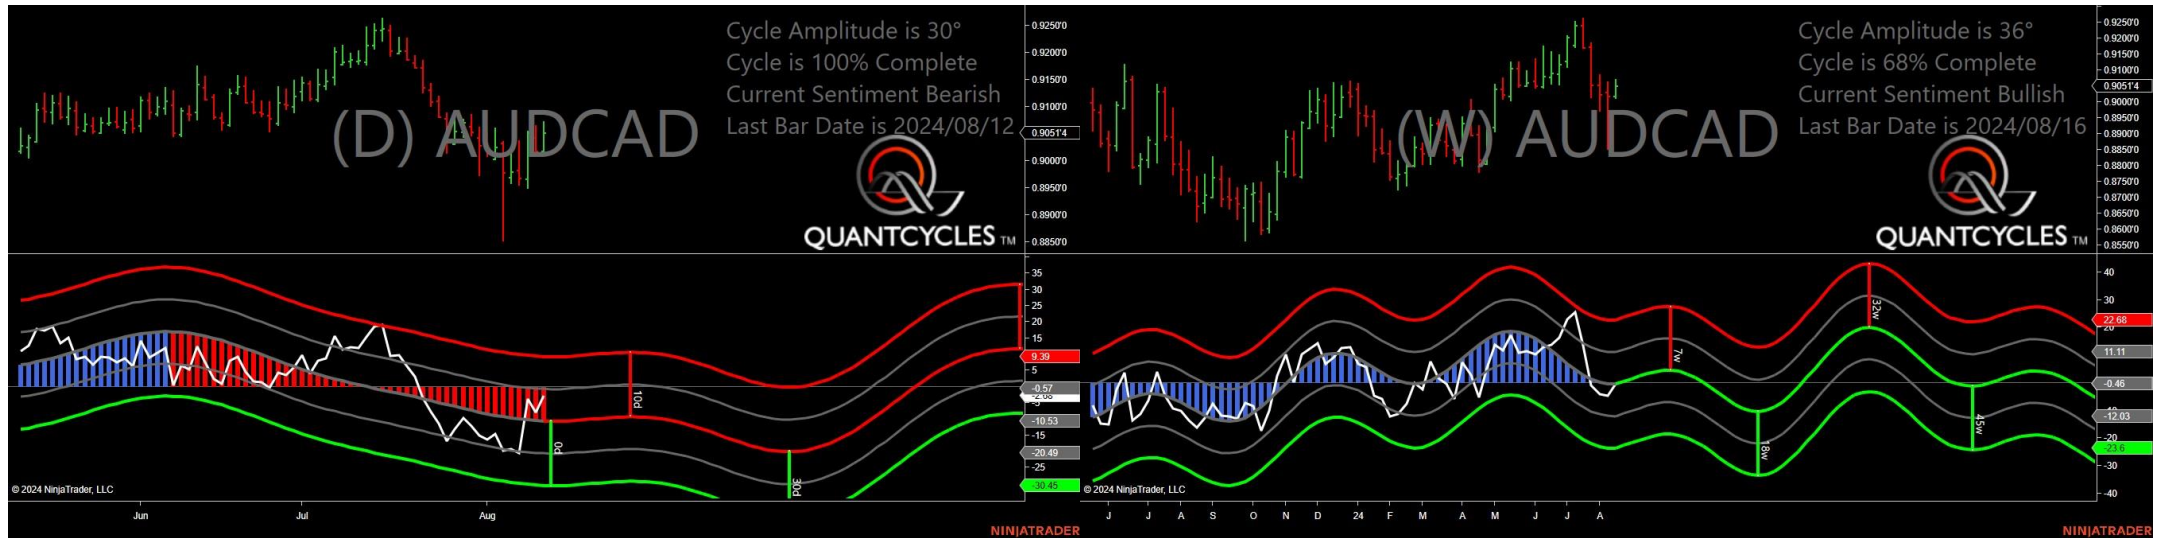 Cycle Amplitude is 30°
Cycle is 100% Complete
Current Sentiment Bearish
Last Bar Date is 2024/08/12
(D) AUDCAD
QUANTCYCLES TM
0.9250'0
0.9200'0
0.9150'0
0.9100'0
0.9051'4
0.9000'0
0.8950'0
0.8900'0
0.8850'0
35
30
25
20
15
9.39
5
-0.57
-2.68
-5
-10.53
-15
-20.49
-25
-30.45
10d
0d
30d
© 2024 NinjaTrader, LLC
Jun
Jul
Aug
NINJATRADER
Cycle Amplitude is 36°
Cycle is 68% Complete
Current Sentiment Bullish
Last Bar Date is 2024/08/16
(W) AUDCAD
QUANTCYCLES TM
0.9250'0
0.9200'0
0.9150'0
0.9100'0
0.9051'4
0.9000'0
0.8950'0
0.8900'0
0.8850'0
0.8800'0
0.8750'0
0.8700'0
0.8650'0
0.8600'0
0.8550'0
40
30
22.68
20
11.11
-0.46
-12.03
-20
-23.6
-30
-40
7w
32w
18w
45w
© 2024 NinjaTrader, LLC
J
J
A
S
O
N
D
24
F
M
A
M
J
J
A
NINJATRADER